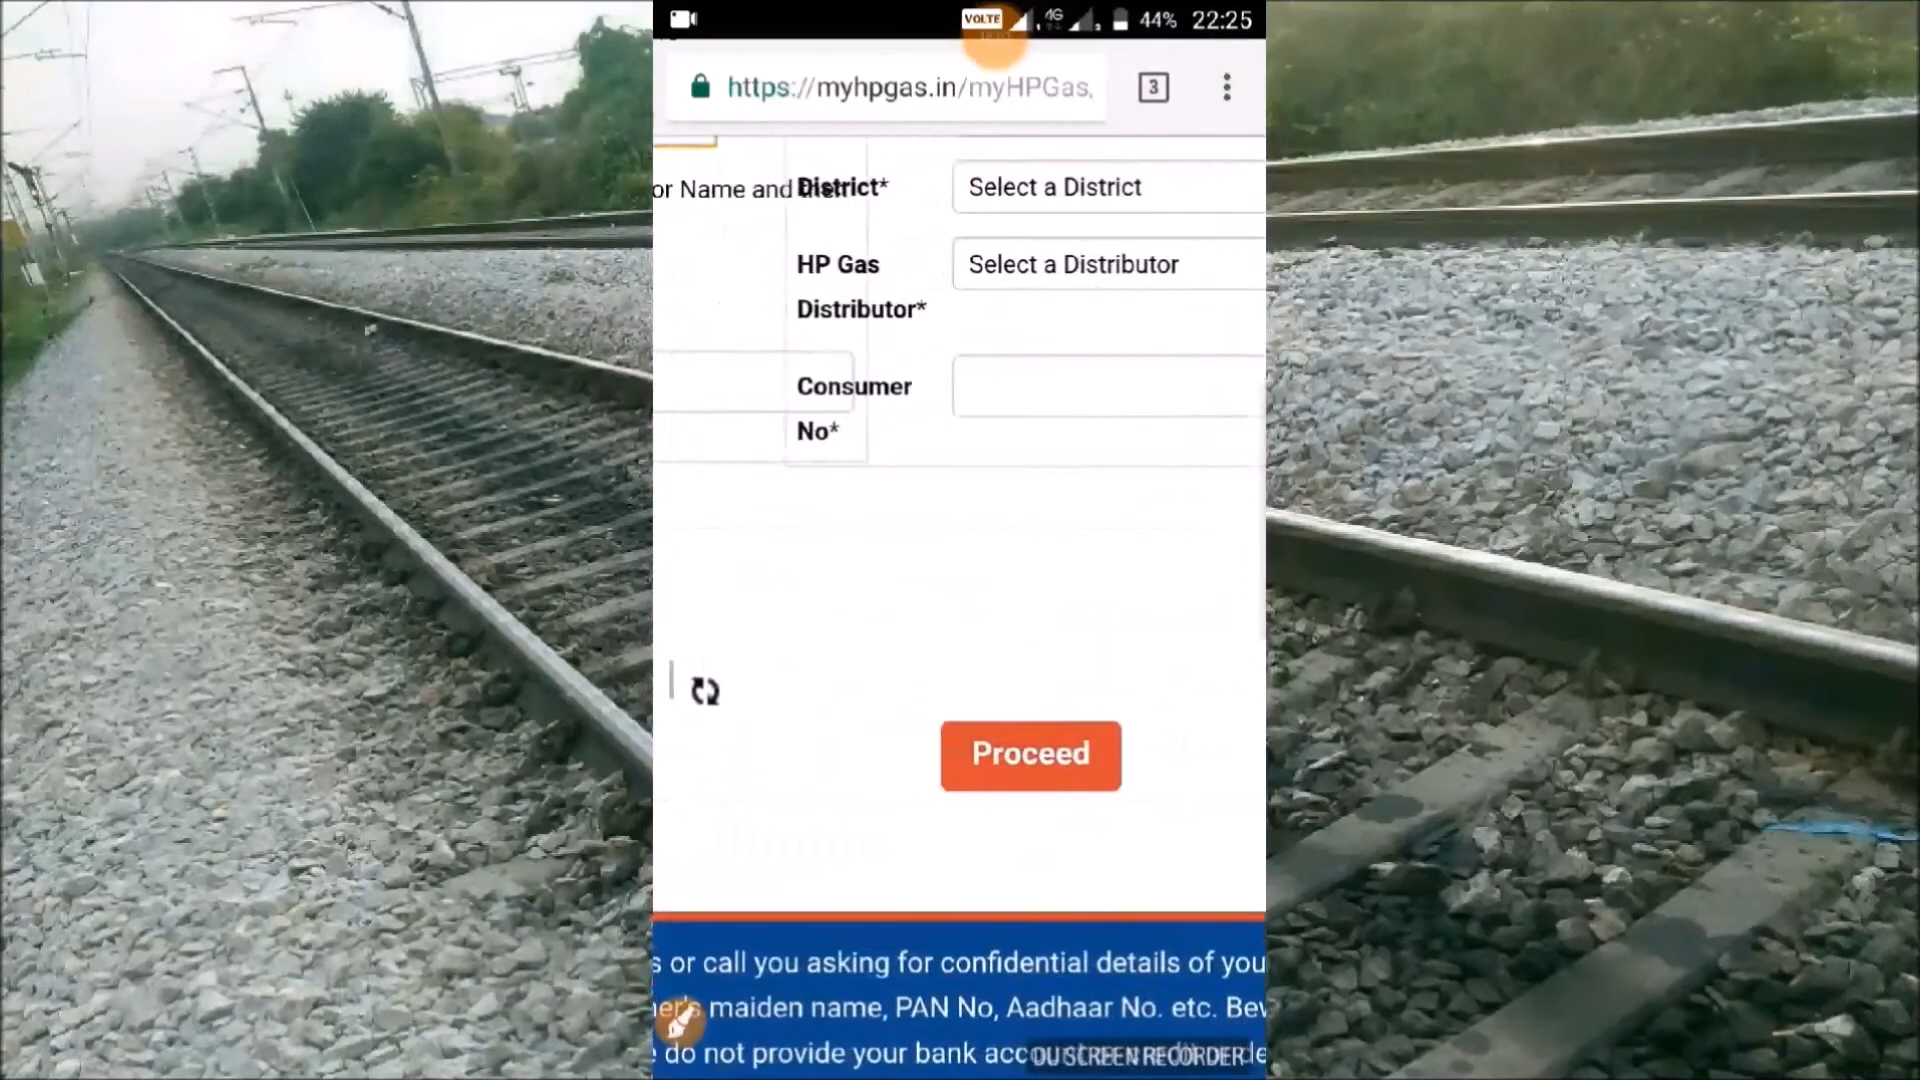 VOLTE 4G 44% 22:25
https://myhpgas.in/myHPGas,
3
or Name and
District*
Select a District
HP Gas
Distributor*
Select a Distributor
Consumer
No*
Proceed
s or call you asking for confidential details of you
er's maiden name, PAN No, Aadhaar No. etc. Bev
do not provide your bank acc
DU SCREEN RECORDER